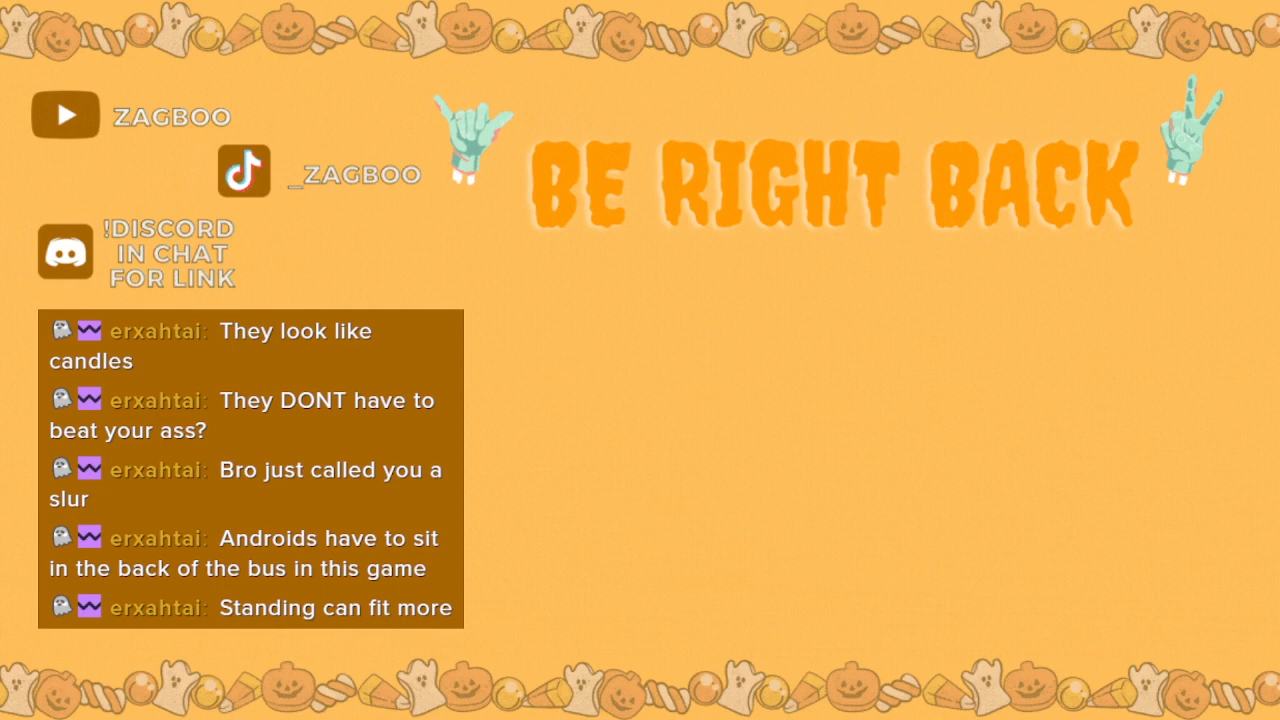 ZAGBOO
_ZAGBOO
!DISCORD
IN CHAT
FOR LINK
BE RIGHT BACK
erxahtai: They look like
candles
erxahtai: They DONT have to
beat your ass?
erxahtai: Bro just called you a
slur
erxahtai: Androids have to sit
in the back of the bus in this game
erxahtai: Standing can fit more